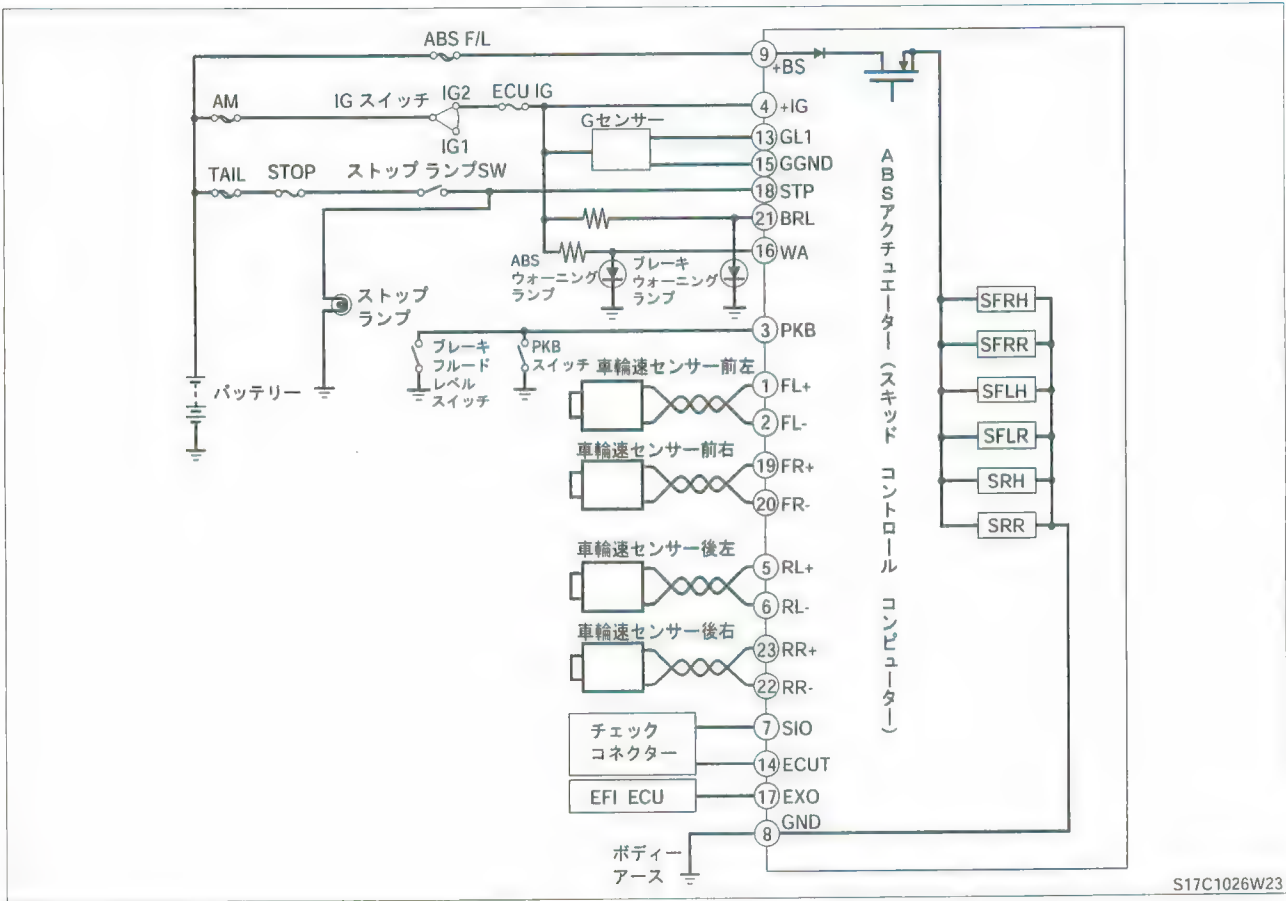 ABS F/L
9
+BS
AM
IG スイッチ
IG2
ECU IG
4
+IG
IG1
Gセンサー
13
GL1
15
GGND
TAIL
STOP
ストップ ランプSW
18
STP
21
BRL
16
WA
ABS
ウォーニング
ランプ
ブレーキ
ウォーニング
ランプ
ストップ
ランプ
3
PKB
ブレーキ
フルード
レベル
スイッチ
PKB
スイッチ
バッテリー
車輪速センサー前左
1
FL+
2
FL-
車輪速センサー前右
19
FR+
20
FR-
車輪速センサー後左
5
RL+
6
RL-
車輪速センサー後右
23
RR+
22
RR-
チェック
コネクター
7
SIO
14
ECUT
EFI ECU
17
EXO
8
GND
ボディー
アース
ABSアクチュエーター(スキッド コントロール コンピューター)
SFRH
SFRR
SFLH
SFLR
SRH
SRR
S17C1026W23